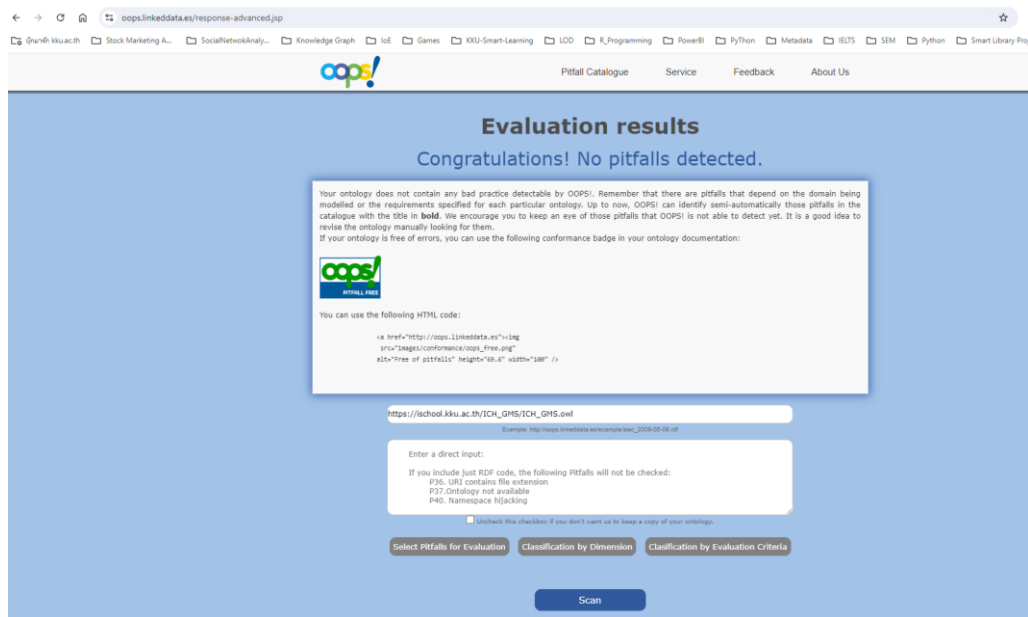 oops.linkeddata.es/response-advanced.jsp
kku.ac.th Stock Marketing A... SocialNetwokAnaly... Knowledge Graph IoE Games KKU-Smart-Learning LOD R_Programming PowerBI PyThon Metadata IELTS SEM Python Smart Library Proj
oops! Pitfall Catalogue Service Feedback About Us
Evaluation results
Congratulations! No pitfalls detected.
Your ontology does not contain any bad practice detectable by OOPS!. Remember that there are pitfalls that depend on the domain being
modelled or the requirements specified for each particular ontology. Up to now, OOPS! can identify semi-automatically those pitfalls in the
catalogue with the title in bold. We encourage you to keep an eye of those pitfalls that OOPS! is not able to detect yet. It is a good idea to
revise the ontology manually looking for them.
If your ontology is free of errors, you can use the following conformance badge in your ontology documentation:
oops!
PITFALL FREE
You can use the following HTML code:
<a href="http://oops.linkeddata.es"><img
src="images/conformance/oops_free.png"
alt="Free of pitfalls" height="69.6" width="100" />
https://ischool.kku.ac.th/ICH_GMS/ICH_GMS.owl
Example: http://oops.linkeddata.es/example/swc_2009-05-09.rdf
Enter a direct input:
If you include just RDF code, the following Pitfalls will not be checked:
P36. URI contains file extension
P37.Ontology not available
P40. Namespace hijacking
Uncheck this checkbox if you don't want us to keep a copy of your ontology.
Select Pitfalls for Evaluation Classification by Dimension Clasification by Evaluation Criteria
Scan